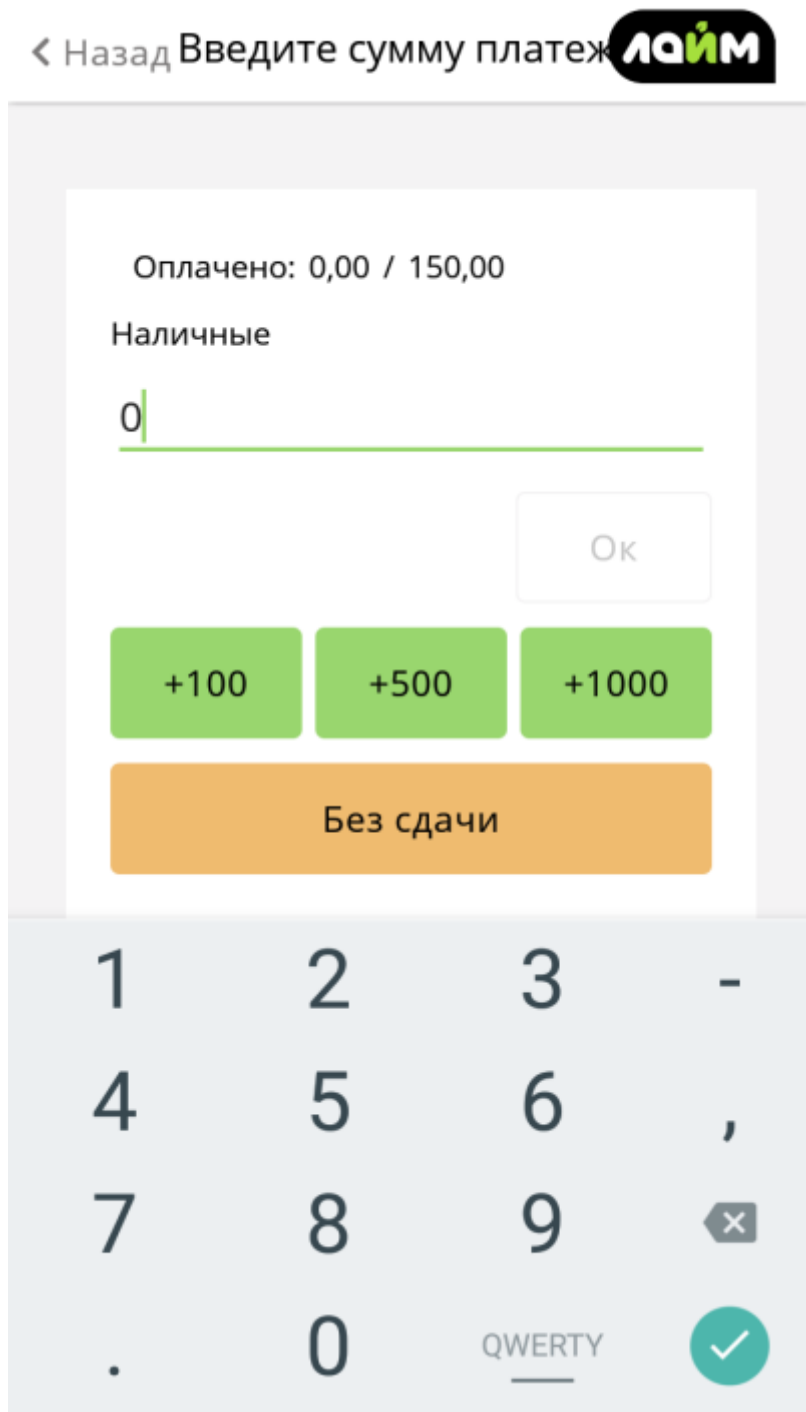 Назад Введите сумму платеж лайм
Оплачено: 0,00 / 150,00
Наличные
0
Ок
+100 +500 +1000
Без сдачи
1 2 3 -
4 5 6 ,
7 8 9
. 0 QWERTY